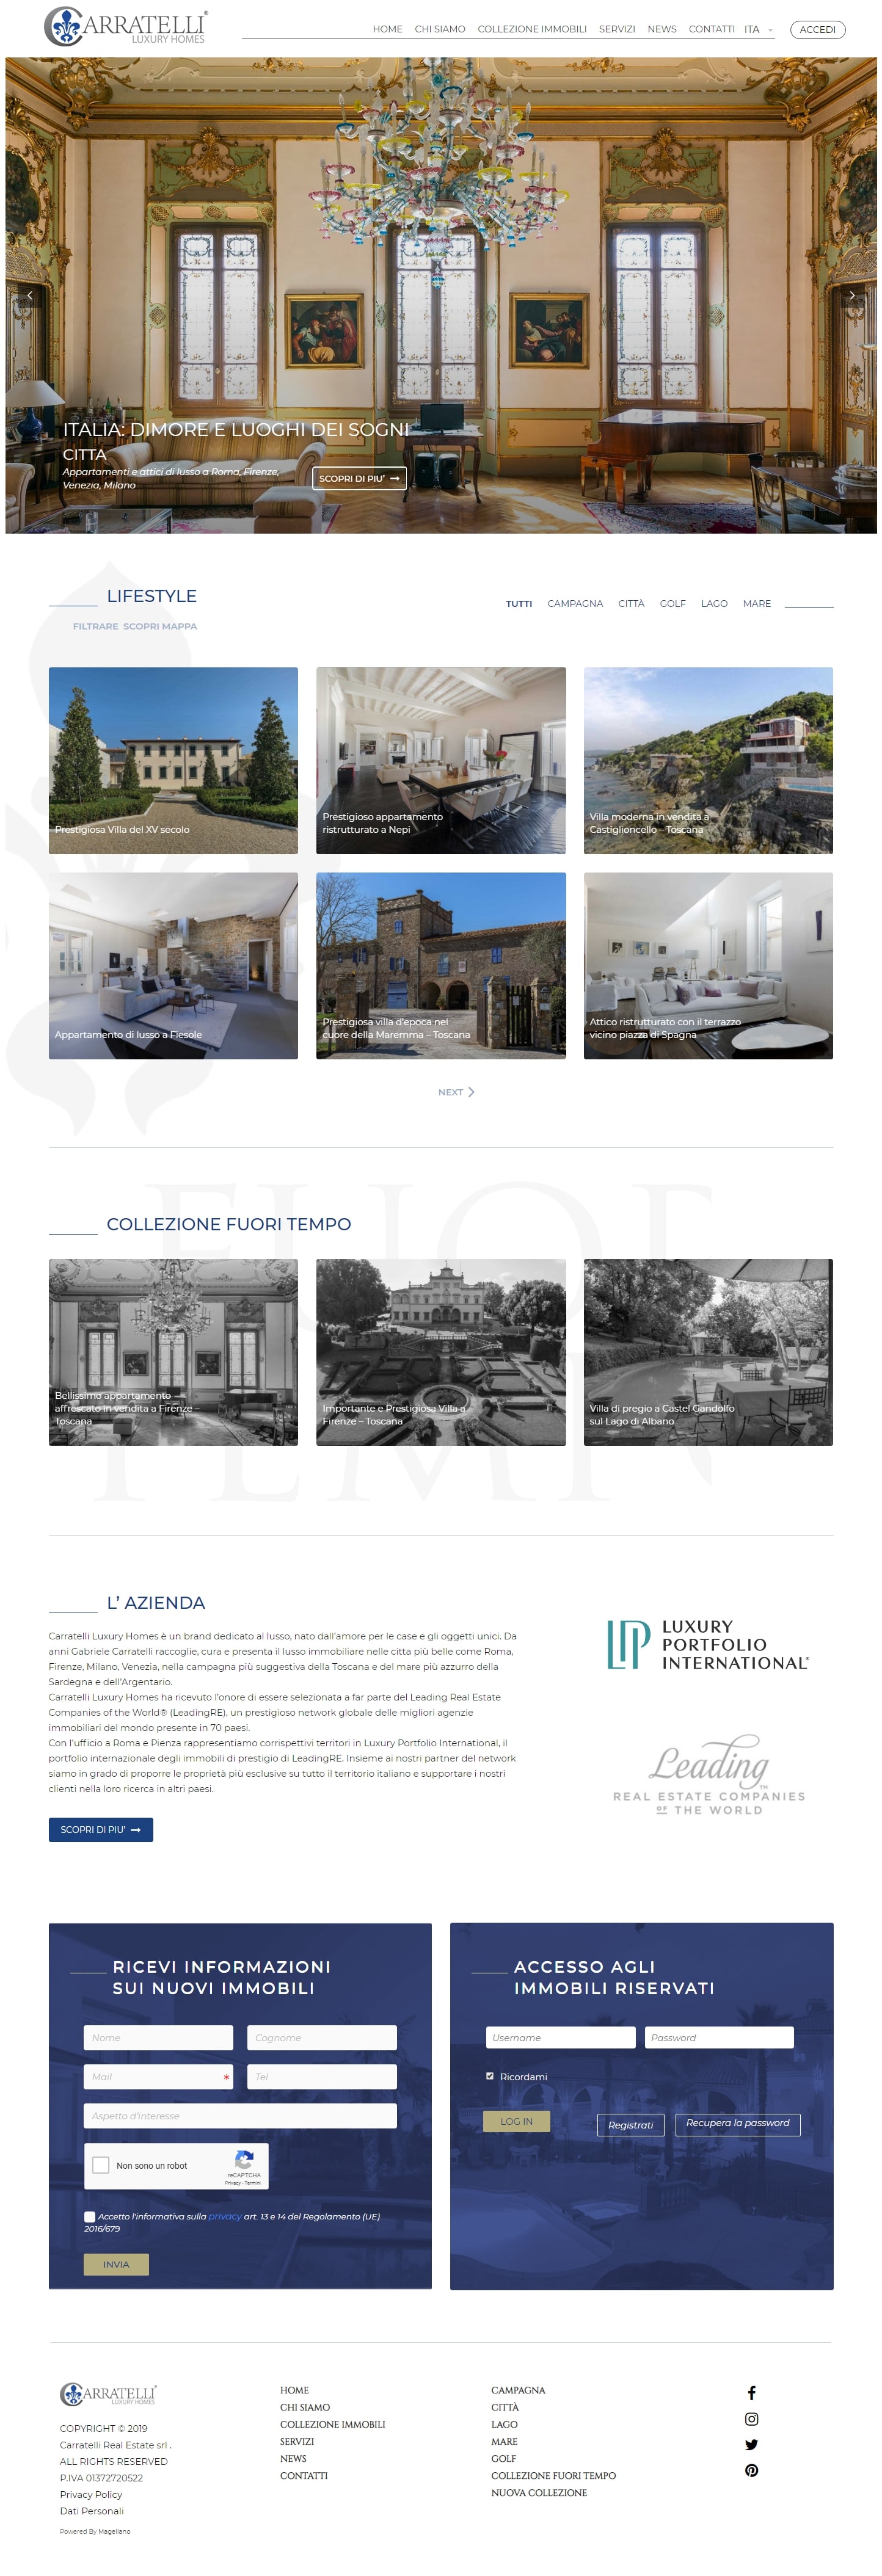 CARRATELLI®
LUXURY HOMES
HOME CHI SIAMO COLLEZIONE IMMOBILI SERVIZI NEWS CONTATTI ITA ACCEDI
ITALIA: DIMORE E LUOGHI DEI SOGNI
CITTA
Appartamenti e attici di lusso a Roma, Firenze,
Venezia, Milano
SCOPRI DI PIU'
LIFESTYLE
TUTTI CAMPAGNA CITTÀ GOLF LAGO MARE
FILTRARE SCOPRI MAPPA
Prestigiosa Villa del XV secolo
Prestigioso appartamento
ristrutturato a Nepi
Villa moderna in vendita a
Castiglioncello – Toscana
Appartamento di lusso a Fiesole
Prestigiosa villa d'epoca nel
cuore della Maremma – Toscana
Attico ristrutturato con il terrazzo
vicino piazza di Spagna
NEXT
COLLEZIONE FUORI TEMPO
Bellissimo appartamento
affrescato in vendita a Firenze –
Toscana
Importante e Prestigiosa Villa a
Firenze – Toscana
Villa di pregio a Castel Gandolfo
sul Lago di Albano
L' AZIENDA
Carratelli Luxury Homes è un brand dedicato al lusso, nato dall'amore per le case e gli oggetti unici. Da
anni Gabriele Carratelli raccoglie, cura e presenta il lusso immobiliare nelle citta più belle come Roma,
Firenze, Milano, Venezia, nella campagna più suggestiva della Toscana e del mare più azzurro della
Sardegna e dell'Argentario.
Carratelli Luxury Homes ha ricevuto l'onore di essere selezionata a far parte del Leading Real Estate
Companies of the World® (LeadingRE), un prestigioso network globale delle migliori agenzie
immobiliari del mondo presente in 70 paesi.
Con l'ufficio a Roma e Pienza rappresentiamo corrispettivi territori in Luxury Portfolio International, il
portfolio internazionale degli immobili di prestigio di LeadingRE. Insieme ai nostri partner del network
siamo in grado di proporre le proprietà più esclusive su tutto il territorio italiano e supportare i nostri
clienti nella loro ricerca in altri paesi.
SCOPRI DI PIU'
LUXURY
PORTFOLIO
INTERNATIONAL®
Leading™
REAL ESTATE COMPANIES
OF THE WORLD
RICEVI INFORMAZIONI
SUI NUOVI IMMOBILI
Nome Cognome
Mail * Tel
Aspetto d'interesse
Non sono un robot
reCAPTCHA
Privacy - Termini
Accetto l'informativa sulla privacy art. 13 e 14 del Regolamento (UE)
2016/679
INVIA
ACCESSO AGLI
IMMOBILI RISERVATI
Username Password
Ricordami
LOG IN Registrati Recupera la password
CARRATELLI®
LUXURY HOMES
COPYRIGHT © 2019
Carratelli Real Estate srl .
ALL RIGHTS RESERVED
P.IVA 01372720522
Privacy Policy
Dati Personali
Powered By Magellano
HOME
CHI SIAMO
COLLEZIONE IMMOBILI
SERVIZI
NEWS
CONTATTI
CAMPAGNA
CITTÀ
LAGO
MARE
GOLF
COLLEZIONE FUORI TEMPO
NUOVA COLLEZIONE